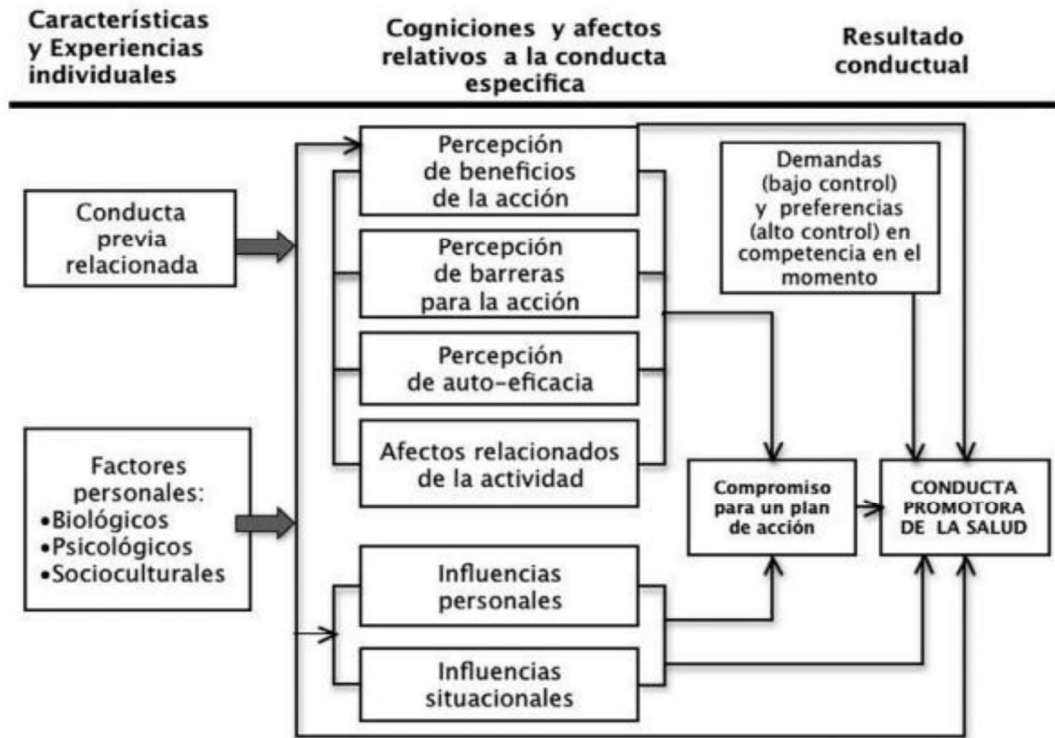 Características
y Experiencias
individuales
Cogniciones y afectos
relativos a la conducta
especifica
Resultado
conductual
Conducta
previa
relacionada
Factores
personales:
•Biológicos
•Psicológicos
•Socioculturales
Percepción
de beneficios
de la acción
Percepción
de barreras
para la acción
Percepción
de auto-eficacia
Afectos relacionados
de la actividad
Influencias
personales
Influencias
situacionales
Demandas
(bajo control)
y preferencias
(alto control) en
competencia en el
momento
Compromiso
para un plan
de acción
CONDUCTA
PROMOTORA
DE LA SALUD